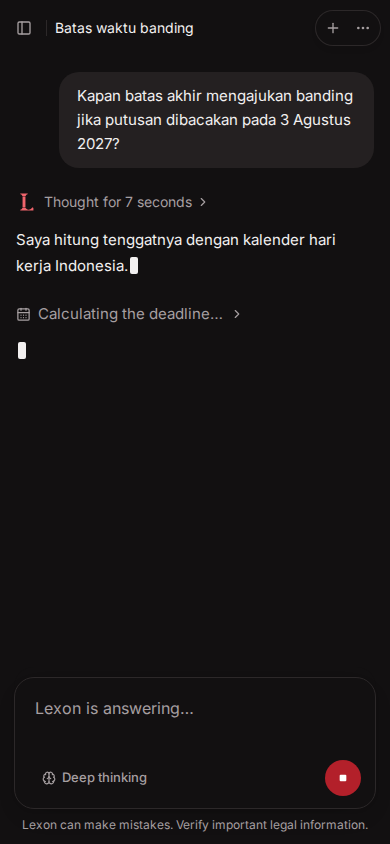 Batas waktu banding
Kapan batas akhir mengajukan banding
jika putusan dibacakan pada 3 Agustus
2027?
L Thought for 7 seconds
Saya hitung tenggatnya dengan kalender hari
kerja Indonesia.
Calculating the deadline...
Lexon is answering...
Deep thinking
Lexon can make mistakes. Verify important legal information.